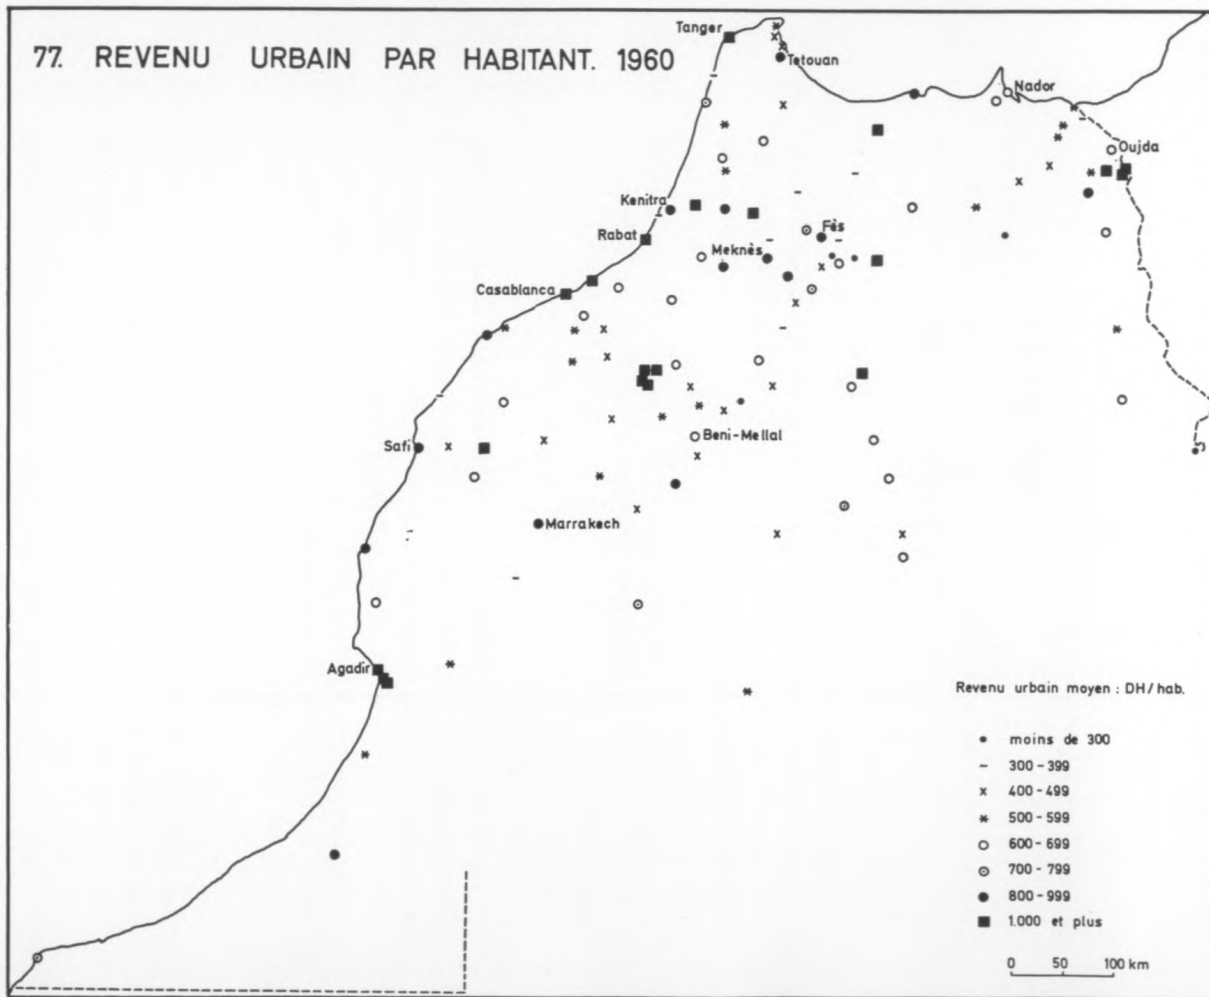 77. REVENU URBAIN PAR HABITANT. 1960
Tanger
Tetouan
Nador
Oujda
Kenitra
Rabat
Fès
Meknès
Casablanca
Safi
Beni-Mellal
Marrakech
Agadir
Revenu urbain moyen : DH/hab.
moins de 300
300-399
400-499
500-599
600-699
700-799
800-999
1.000 et plus
0 50 100 km